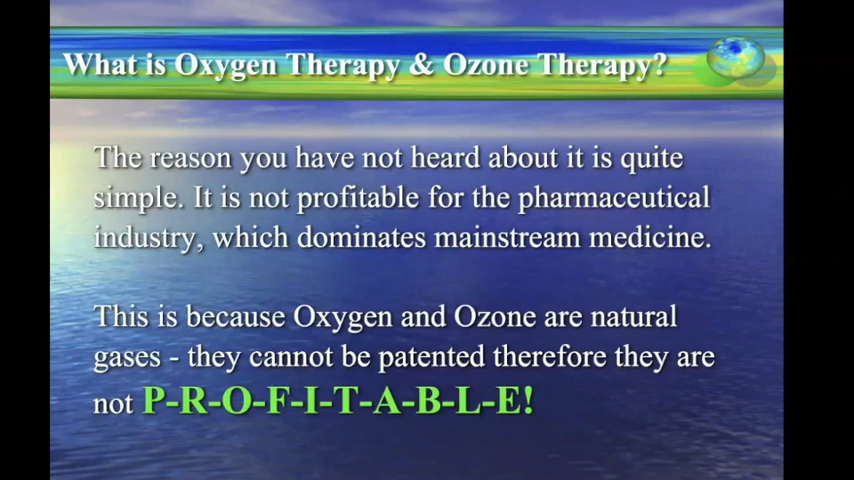 What is Oxygen Therapy & Ozone Therapy?
The reason you have not heard about it is quite
simple. It is not profitable for the pharmaceutical
industry, which dominates mainstream medicine.
This is because Oxygen and Ozone are natural
gases - they cannot be patented therefore they are
not P-R-O-F-I-T-A-B-L-E!